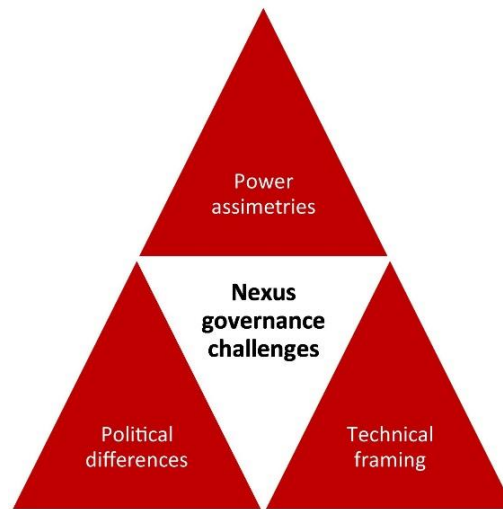 Power
assimetries
Nexus
governance
challenges
Political
differences
Technical
framing